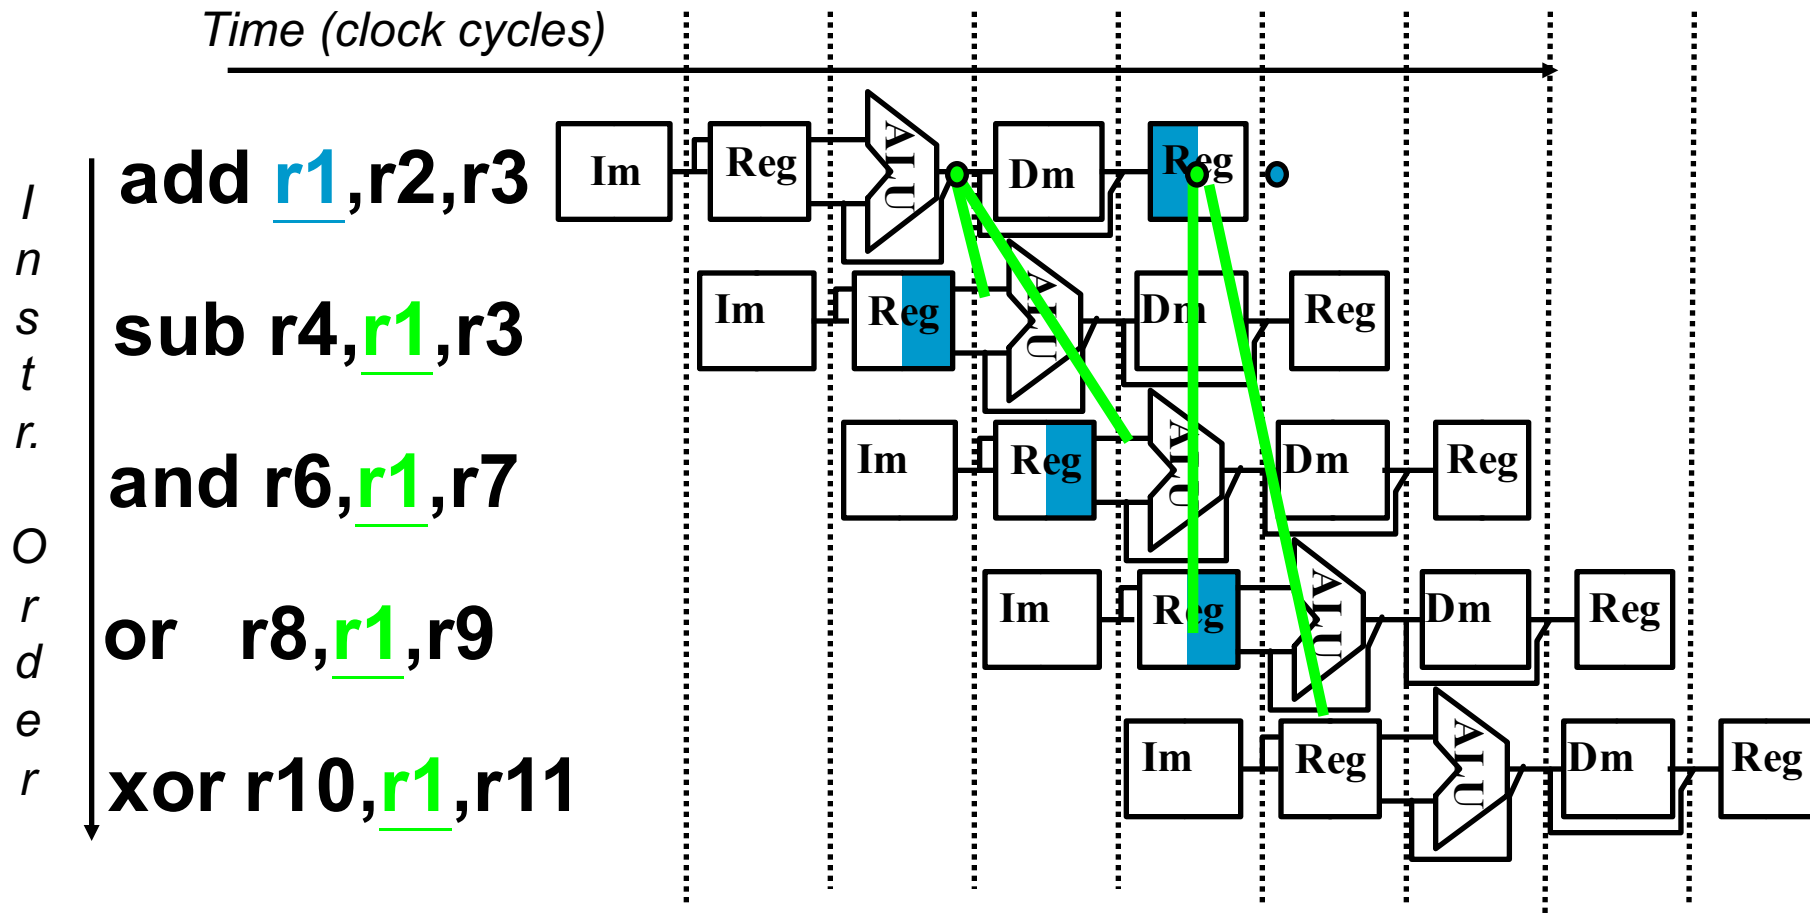 Time (clock cycles)
Instr. Order
add r1,r2,r3
Im Reg ALU Dm Reg
sub r4,r1,r3
Im Reg ALU Dm Reg
and r6,r1,r7
Im Reg ALU Dm Reg
or r8,r1,r9
Im Reg ALU Dm Reg
xor r10,r1,r11
Im Reg ALU Dm Reg